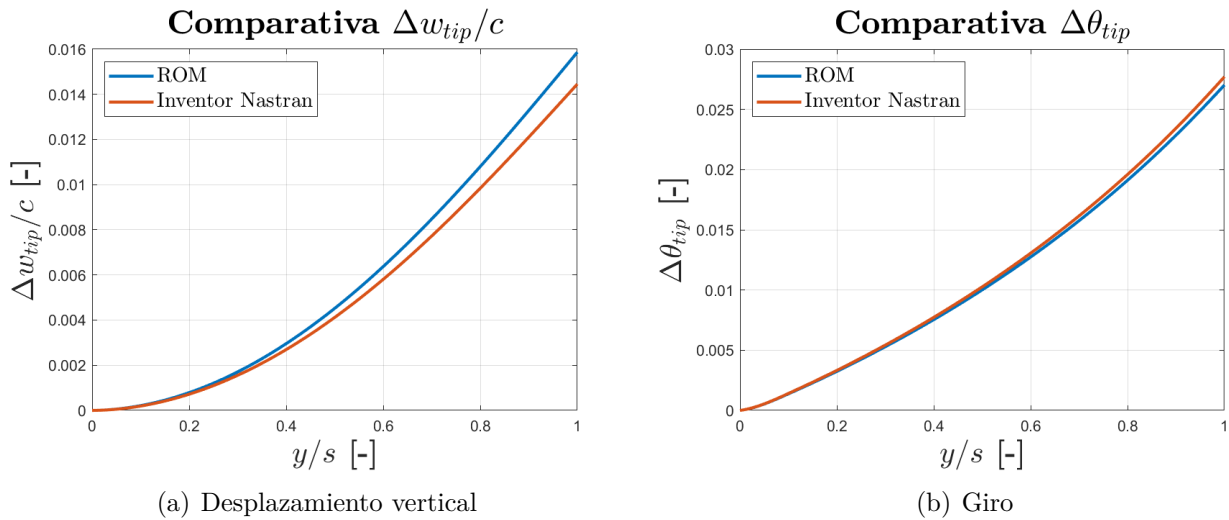 Comparativa Δw_tip/c
0.016
0.014
0.012
0.01
0.008
0.006
0.004
0.002
0
ROM
Inventor Nastran
Δw_tip/c [-]
0 0.2 0.4 0.6 0.8 1
y/s [-]
(a) Desplazamiento vertical
Comparativa Δθ_tip
0.03
0.025
0.02
0.015
0.01
0.005
0
ROM
Inventor Nastran
Δθ_tip [-]
0 0.2 0.4 0.6 0.8 1
y/s [-]
(b) Giro